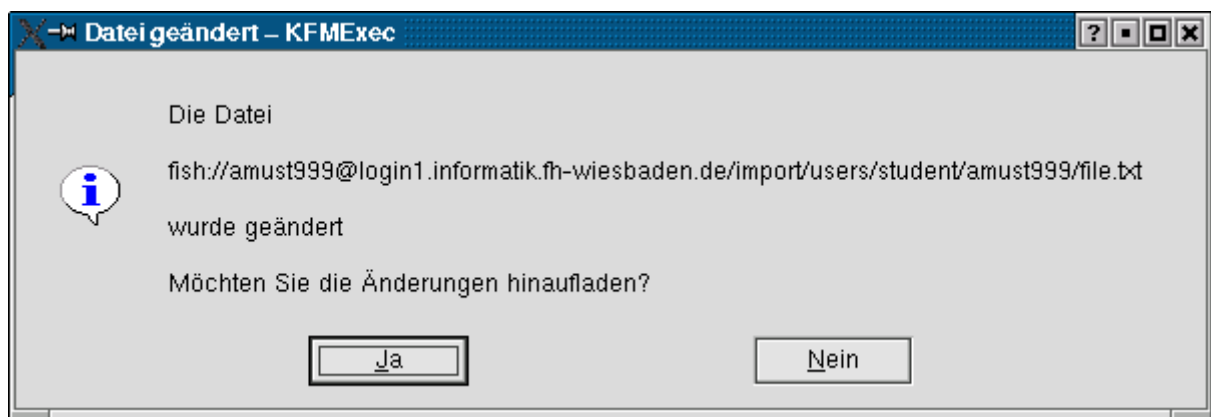 Datei geändert – KFMExec
Die Datei
fish://amust999@login1.informatik.fh-wiesbaden.de/import/users/student/amust999/file.txt
wurde geändert
Möchten Sie die Änderungen hinaufladen?
Ja
Nein